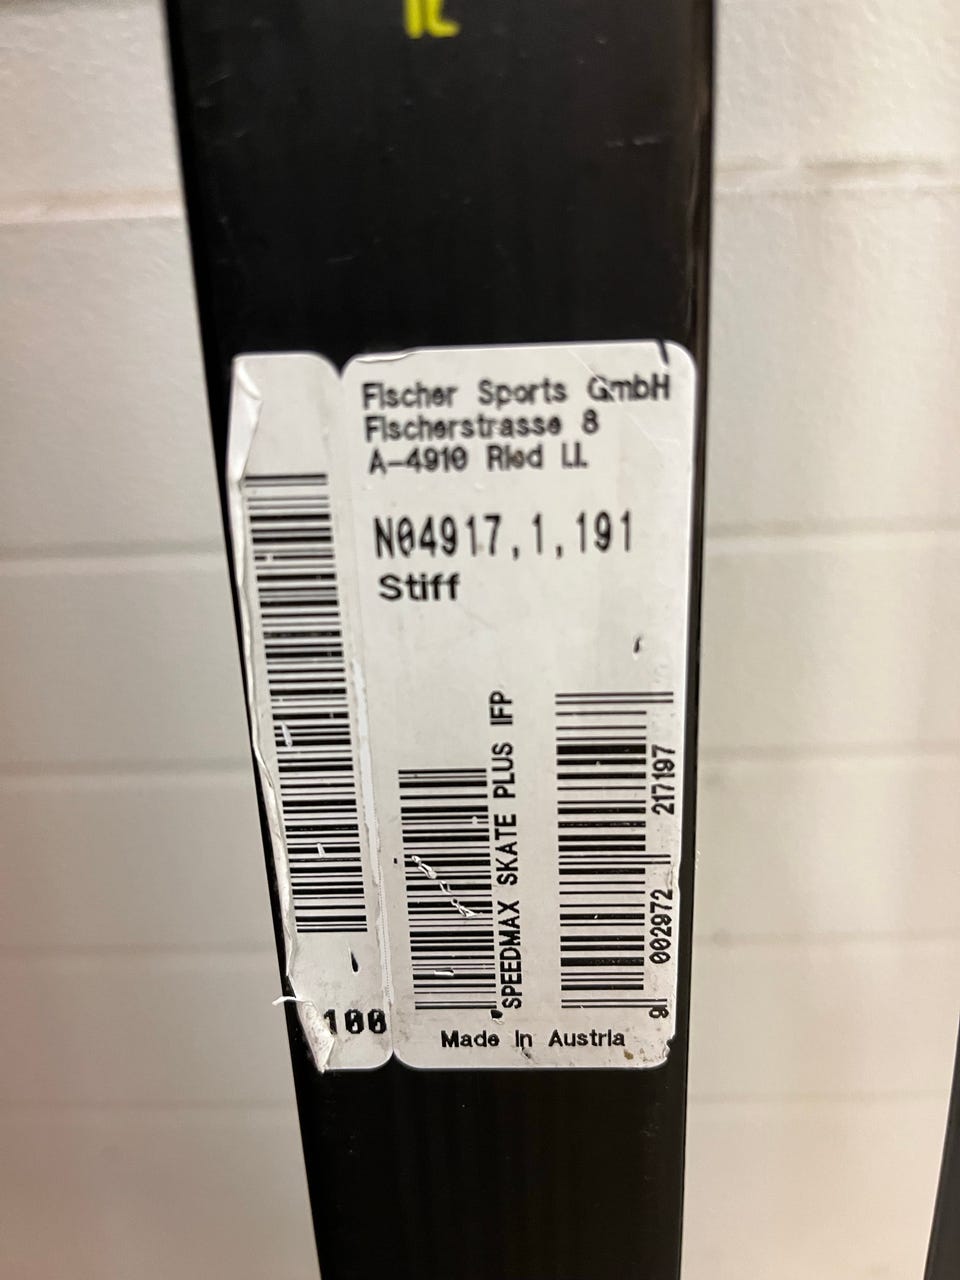 Fischer Sports GmbH
Fischerstrasse 8
A-4910 Ried I.I.
N04917,1,191
Stiff
SPEEDMAX SKATE PLUS IFP
9 002972 217197
100
Made in Austria